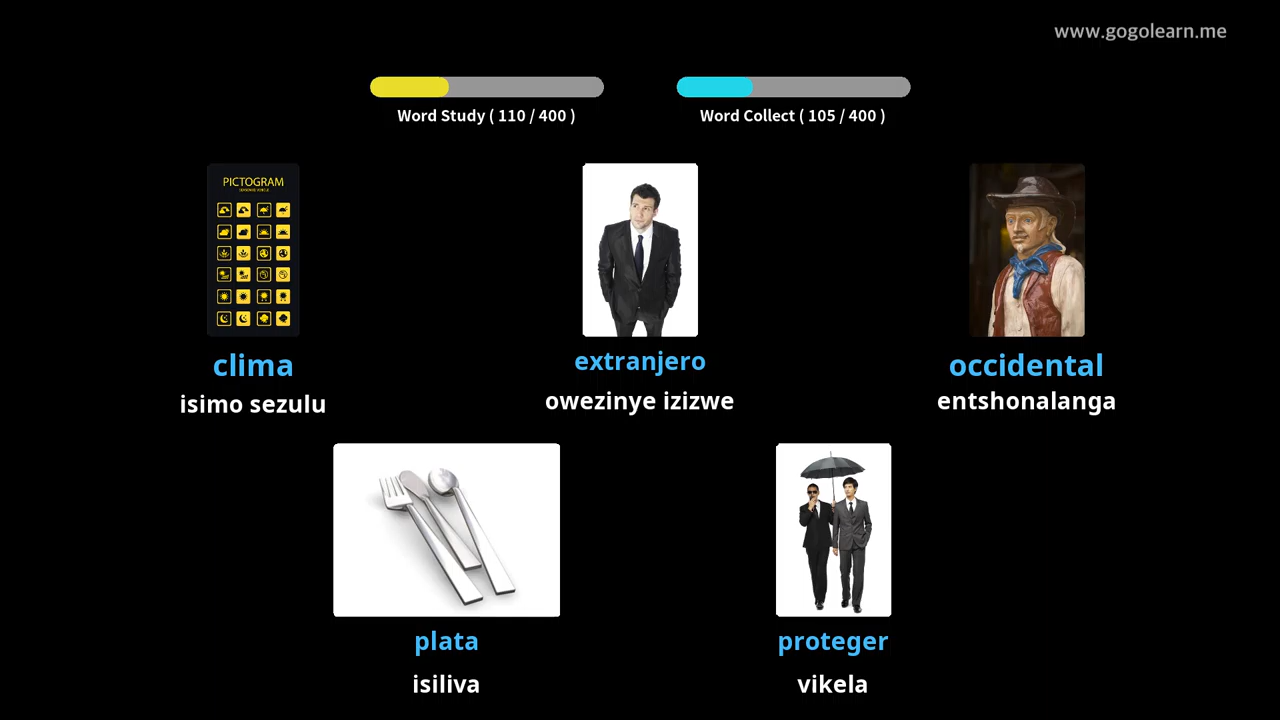 www.gogolearn.me
Word Study ( 110 / 400 )
Word Collect ( 105 / 400 )
PICTOGRAM
clima
isimo sezulu
extranjero
owezinye izizwe
occidental
entshonalanga
plata
isiliva
proteger
vikela